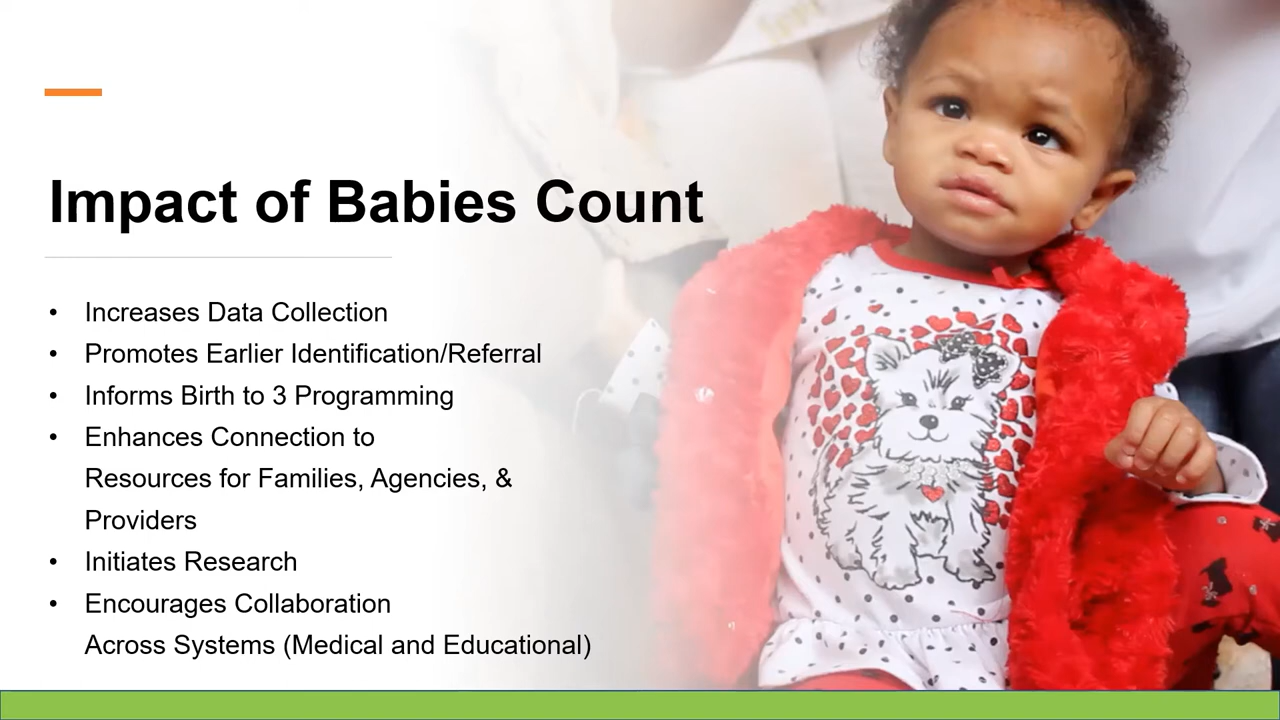 Impact of Babies Count
• Increases Data Collection
• Promotes Earlier Identification/Referral
• Informs Birth to 3 Programming
• Enhances Connection to
Resources for Families, Agencies, &
Providers
• Initiates Research
• Encourages Collaboration
Across Systems (Medical and Educational)